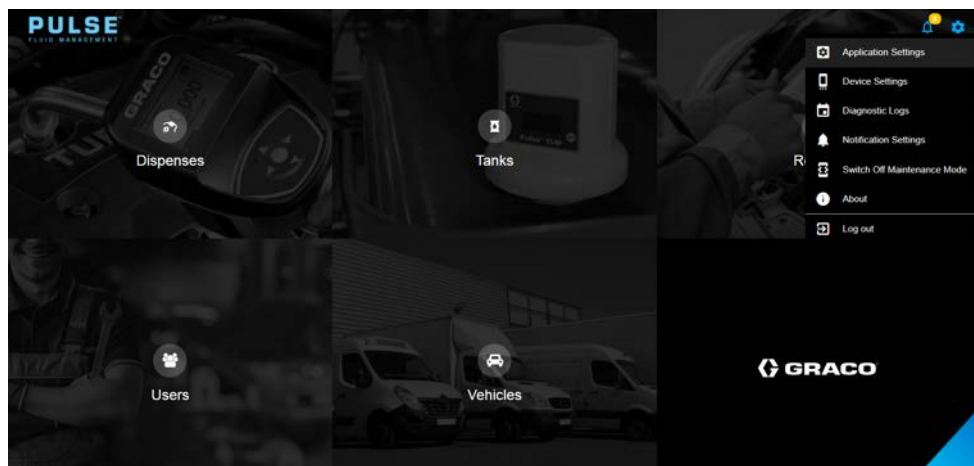 PULSE
FLUID MANAGEMENT
Application Settings
Device Settings
Diagnostic Logs
Notification Settings
Switch Off Maintenance Mode
About
Log out
GRACO
Dispenses
Tanks
R
Users
Vehicles
GRACO